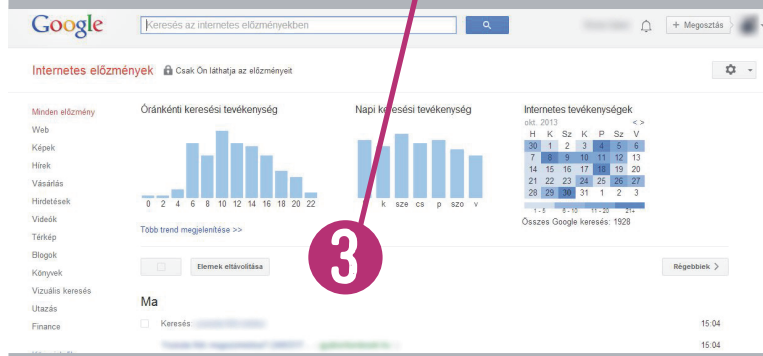 Google
Keresés az internetes előzményekben
+ Megosztás
Internetes előzmények
Csak Ön láthatja az előzményeit
Minden előzmény
Web
Képek
Hírek
Vásárlás
Hirdetések
Videók
Térkép
Blogok
Könyvek
Vizuális keresés
Utazás
Finance
Óránkénti keresési tevékenység
0 2 4 6 8 10 12 14 16 18 20 22
Több trend megjelenítése >>
Napi keresési tevékenység
k sze cs p szo v
3
Internetes tevékenységek
okt. 2013 < >
H K Sz K P Sz V
30 1 2 3 4 5 6
7 8 9 10 11 12 13
14 15 16 17 18 19 20
21 22 23 24 25 26 27
28 29 30 31 1 2 3
1 - 5 6 - 10 11 - 20 21+
Összes Google keresés: 1928
Elemek eltávolítása
Régebbiek >
Ma
Keresés:
15:04
15:04